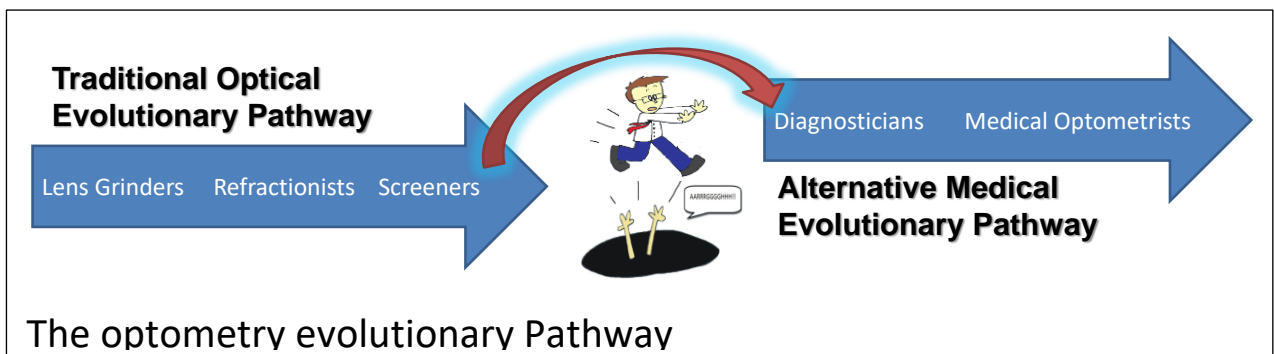 Traditional Optical
Evolutionary Pathway
Lens Grinders Refractionists Screeners
AARRRGGGGHHH!!
Diagnosticians Medical Optometrists
Alternative Medical
Evolutionary Pathway
The optometry evolutionary Pathway